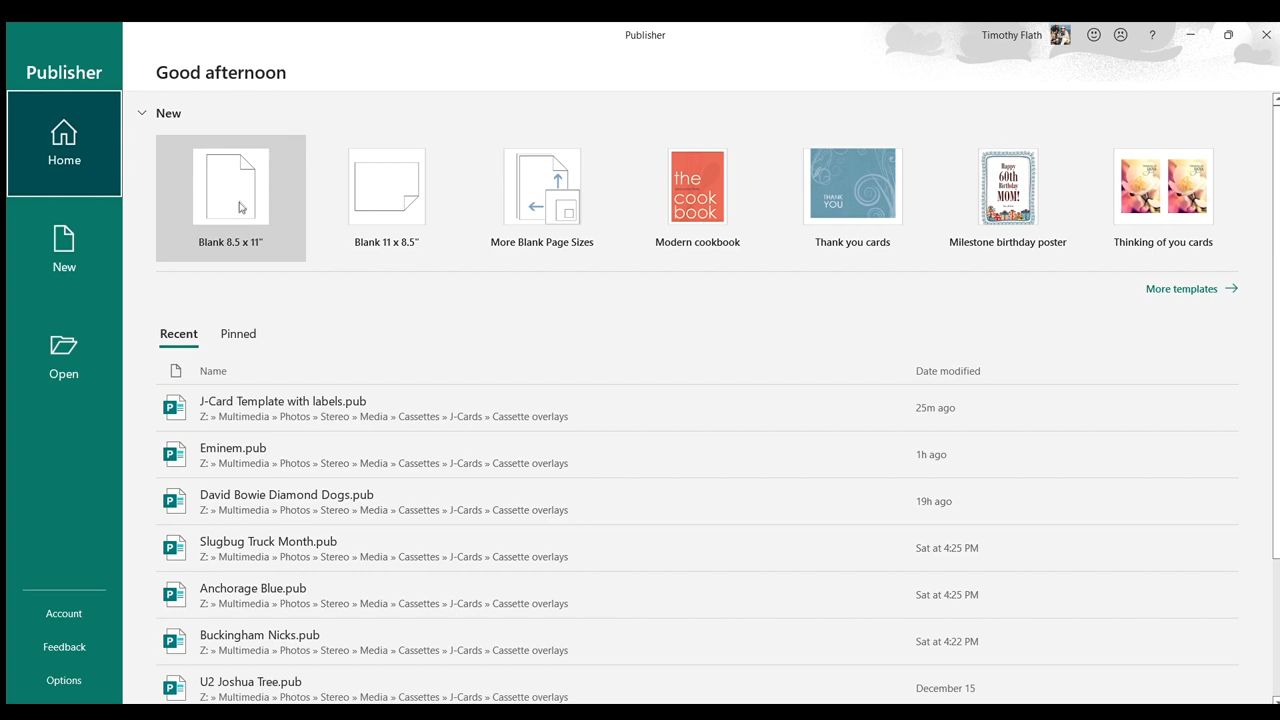 Publisher
Timothy Flath
?
Publisher
Good afternoon
Home
New
Open
Account
Feedback
Options
New
the
cook
book
THANK
YOU
Happy
60th
Birthday
MOM!
Blank 8.5 x 11"
Blank 11 x 8.5"
More Blank Page Sizes
Modern cookbook
Thank you cards
Milestone birthday poster
Thinking of you cards
More templates
Recent
Pinned
Name
Date modified
J-Card Template with labels.pub
Z: » Multimedia » Photos » Stereo » Media » Cassettes » J-Cards » Cassette overlays
25m ago
Eminem.pub
Z: » Multimedia » Photos » Stereo » Media » Cassettes » J-Cards » Cassette overlays
1h ago
David Bowie Diamond Dogs.pub
Z: » Multimedia » Photos » Stereo » Media » Cassettes » J-Cards » Cassette overlays
19h ago
Slugbug Truck Month.pub
Z: » Multimedia » Photos » Stereo » Media » Cassettes » J-Cards » Cassette overlays
Sat at 4:25 PM
Anchorage Blue.pub
Z: » Multimedia » Photos » Stereo » Media » Cassettes » J-Cards » Cassette overlays
Sat at 4:25 PM
Buckingham Nicks.pub
Z: » Multimedia » Photos » Stereo » Media » Cassettes » J-Cards » Cassette overlays
Sat at 4:22 PM
U2 Joshua Tree.pub
Z: » Multimedia » Photos » Stereo » Media » Cassettes » J-Cards » Cassette overlays
December 15